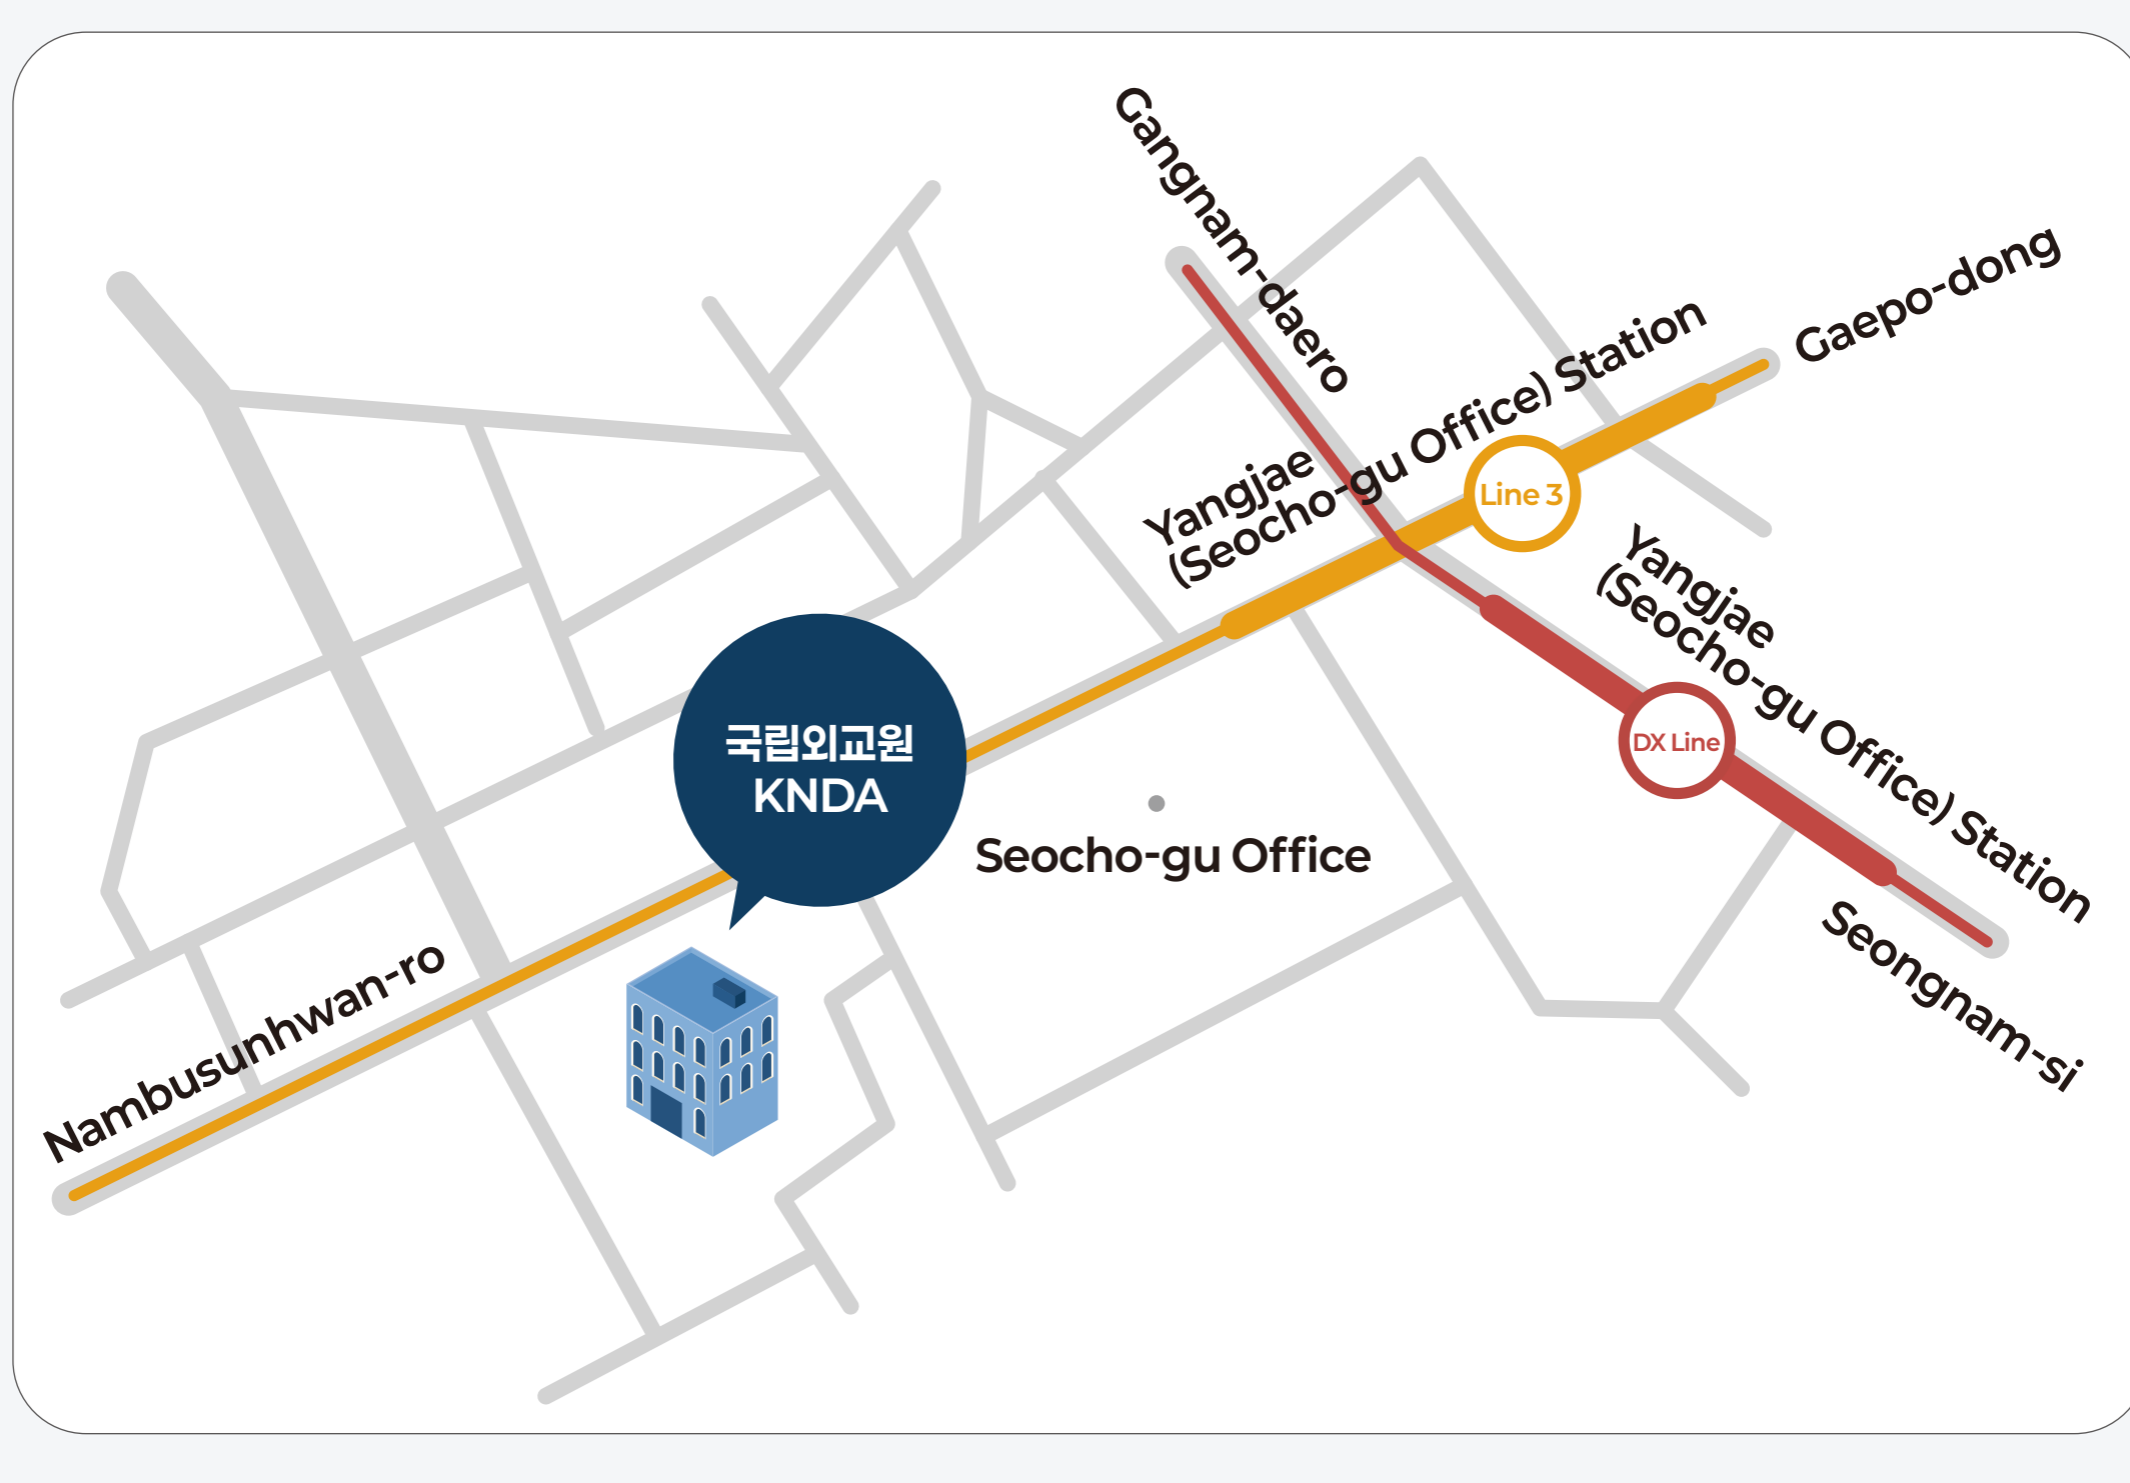 Gangnam-daero
Gaepo-dong
Yangjae
(Seocho-gu Office) Station
Line 3
Yangjae
(Seocho-gu Office) Station
DX Line
국립외교원
KNDA
Seocho-gu Office
Seongnam-si
Nambusunhwan-ro